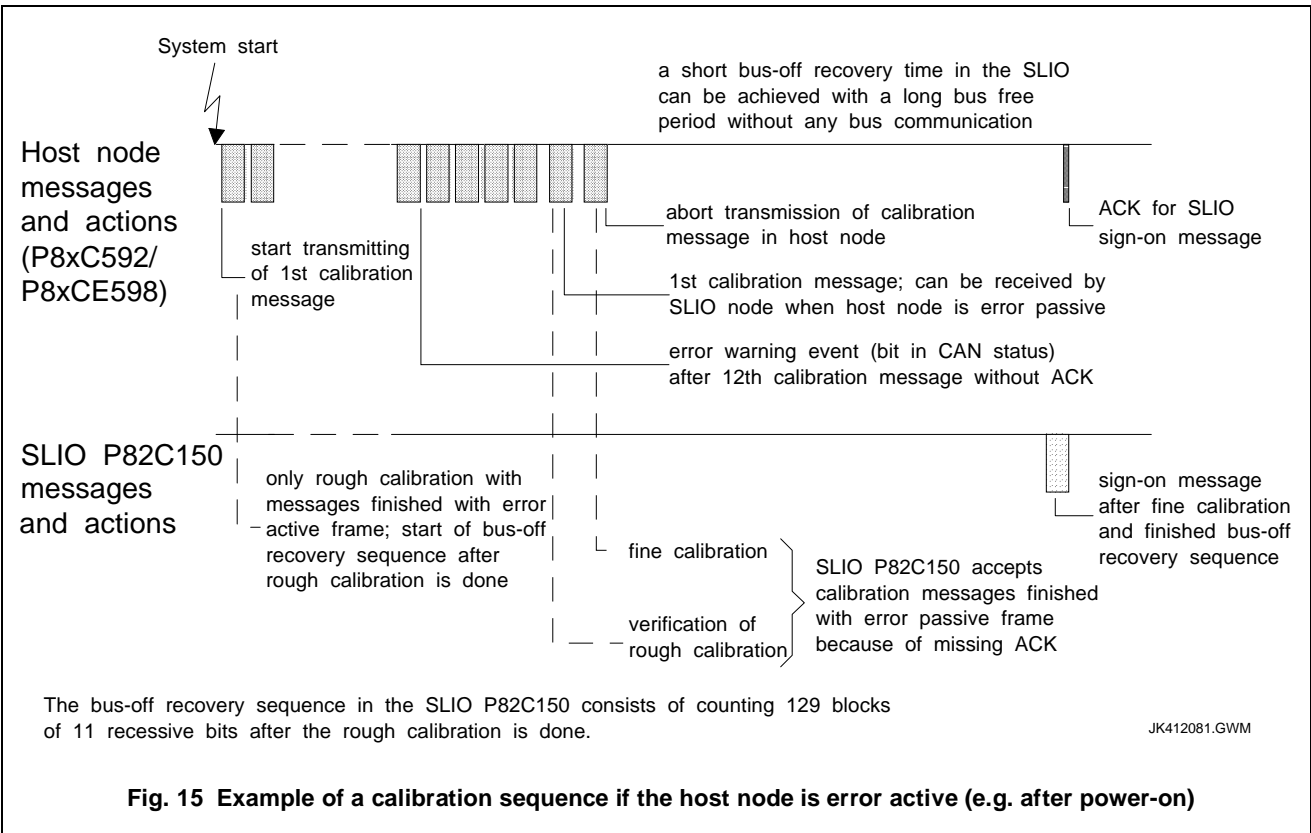 System start
a short bus-off recovery time in the SLIO
can be achieved with a long bus free
period without any bus communication
Host node
messages
and actions
(P8xC592/
P8xCE598)
start transmitting
of 1st calibration
message
abort transmission of calibration
message in host node
ACK for SLIO
sign-on message
1st calibration message; can be received by
SLIO node when host node is error passive
error warning event (bit in CAN status)
after 12th calibration message without ACK
SLIO P82C150
messages
and actions
only rough calibration with
messages finished with error
active frame; start of bus-off
recovery sequence after
rough calibration is done
fine calibration
verification of
rough calibration
SLIO P82C150 accepts
calibration messages finished
with error passive frame
because of missing ACK
sign-on message
after fine calibration
and finished bus-off
recovery sequence
The bus-off recovery sequence in the SLIO P82C150 consists of counting 129 blocks
of 11 recessive bits after the rough calibration is done.
JK412081.GWM
Fig. 15 Example of a calibration sequence if the host node is error active (e.g. after power-on)